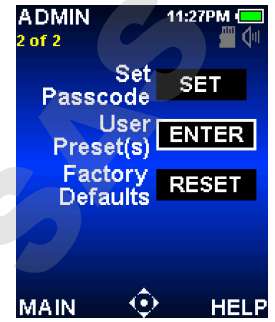 ADMIN 11:27PM
2 of 2
Set
Passcode SET
User
Preset(s) ENTER
Factory
Defaults RESET
MAIN HELP